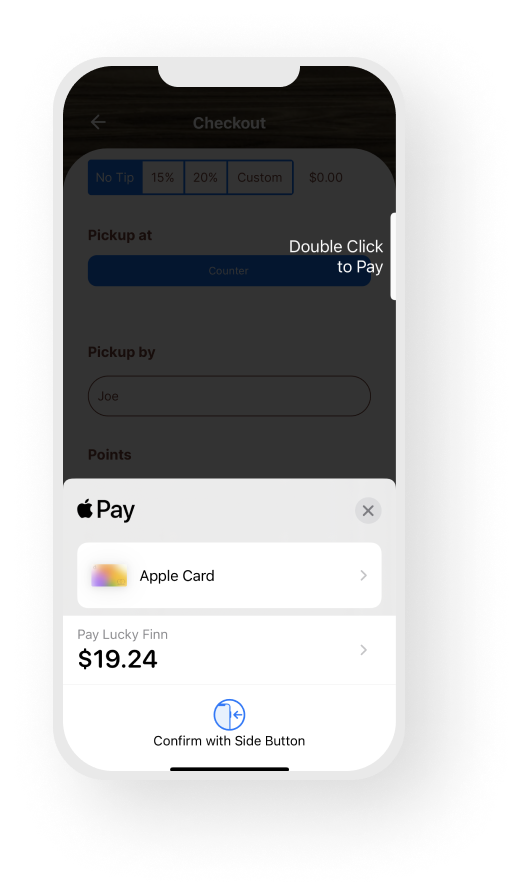 Checkout
No Tip 15% 20% Custom $0.00
Pickup at
Double Click
to Pay
Counter
Pickup by
Joe
Points
Pay
Apple Card
Pay Lucky Finn
$19.24
Confirm with Side Button